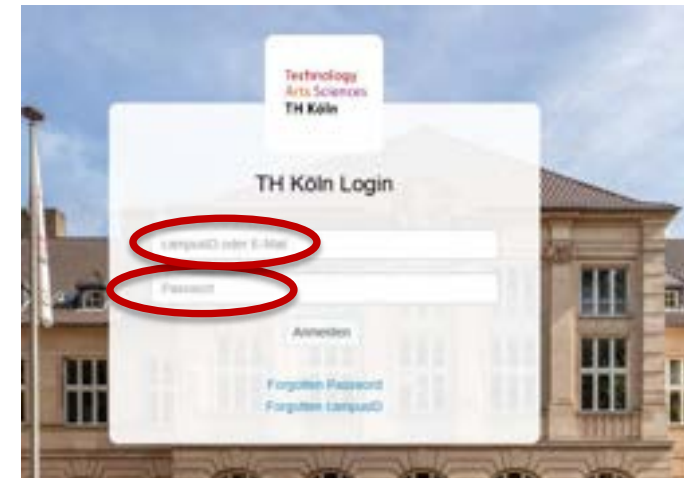 Technology
Arts Sciences
TH Köln
TH Köln Login
campusID oder E-Mail
Passwort
Anmelden
Forgotten Password
Forgotten campusID